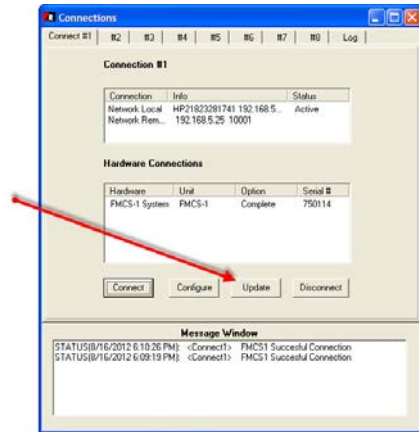 Connections
Connect #1 #2 #3 #4 #5 #6 #7 #8 Log
Connection #1
Connection Info Status
Network Local HP21823281741 192.168.5... Active
Network Rem... 192.168.5.25 10001
Hardware Connections
Hardware Unit Option Serial #
FMCS-1 System FMCS-1 Complete 750114
Connect Configure Update Disconnect
Message Window
STATUS(8/16/2012 6:10:26 PM): <Connect1> FMCS1 Succesful Connection
STATUS(8/16/2012 6:09:19 PM): <Connect1> FMCS1 Succesful Connection